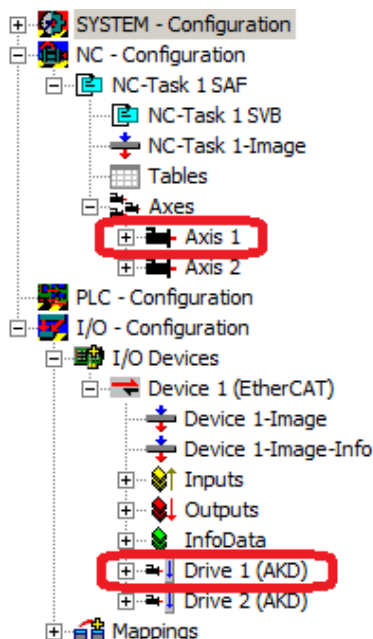 SYSTEM - Configuration
NC - Configuration
NC-Task 1 SAF
NC-Task 1 SVB
NC-Task 1-Image
Tables
Axes
Axis 1
Axis 2
PLC - Configuration
I/O - Configuration
I/O Devices
Device 1 (EtherCAT)
Device 1-Image
Device 1-Image-Info
Inputs
Outputs
InfoData
Drive 1 (AKD)
Drive 2 (AKD)
Mappings